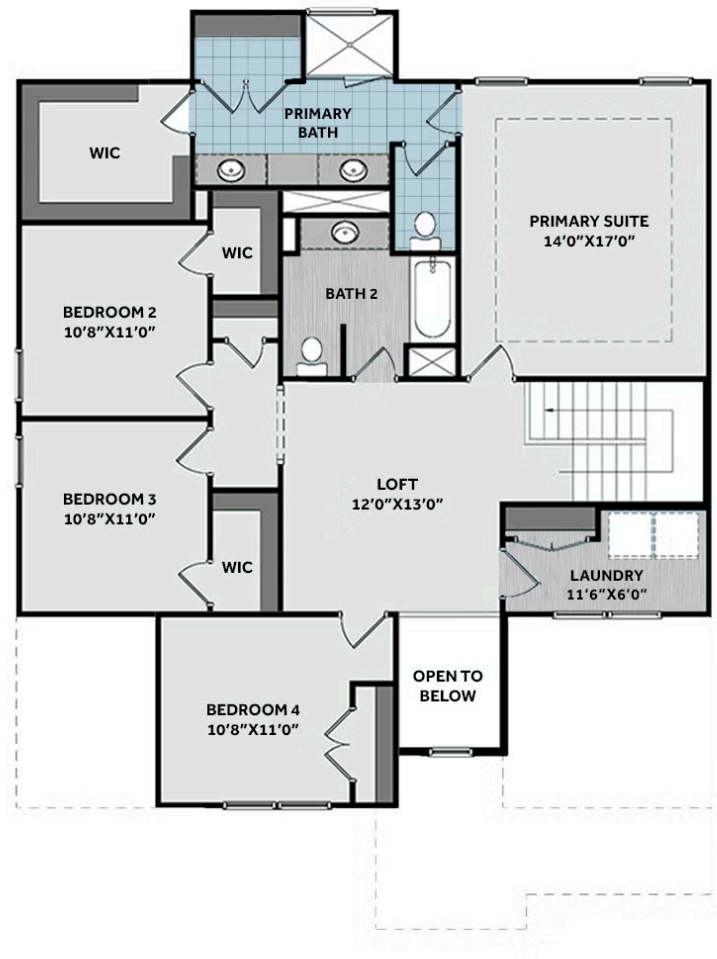 PRIMARY
BATH
WIC
PRIMARY SUITE
14'0"X17'0"
WIC
BATH 2
BEDROOM 2
10'8"X11'0"
LOFT
12'0"X13'0"
BEDROOM 3
10'8"X11'0"
WIC
LAUNDRY
11'6"X6'0"
OPEN TO
BELOW
BEDROOM 4
10'8"X11'0"